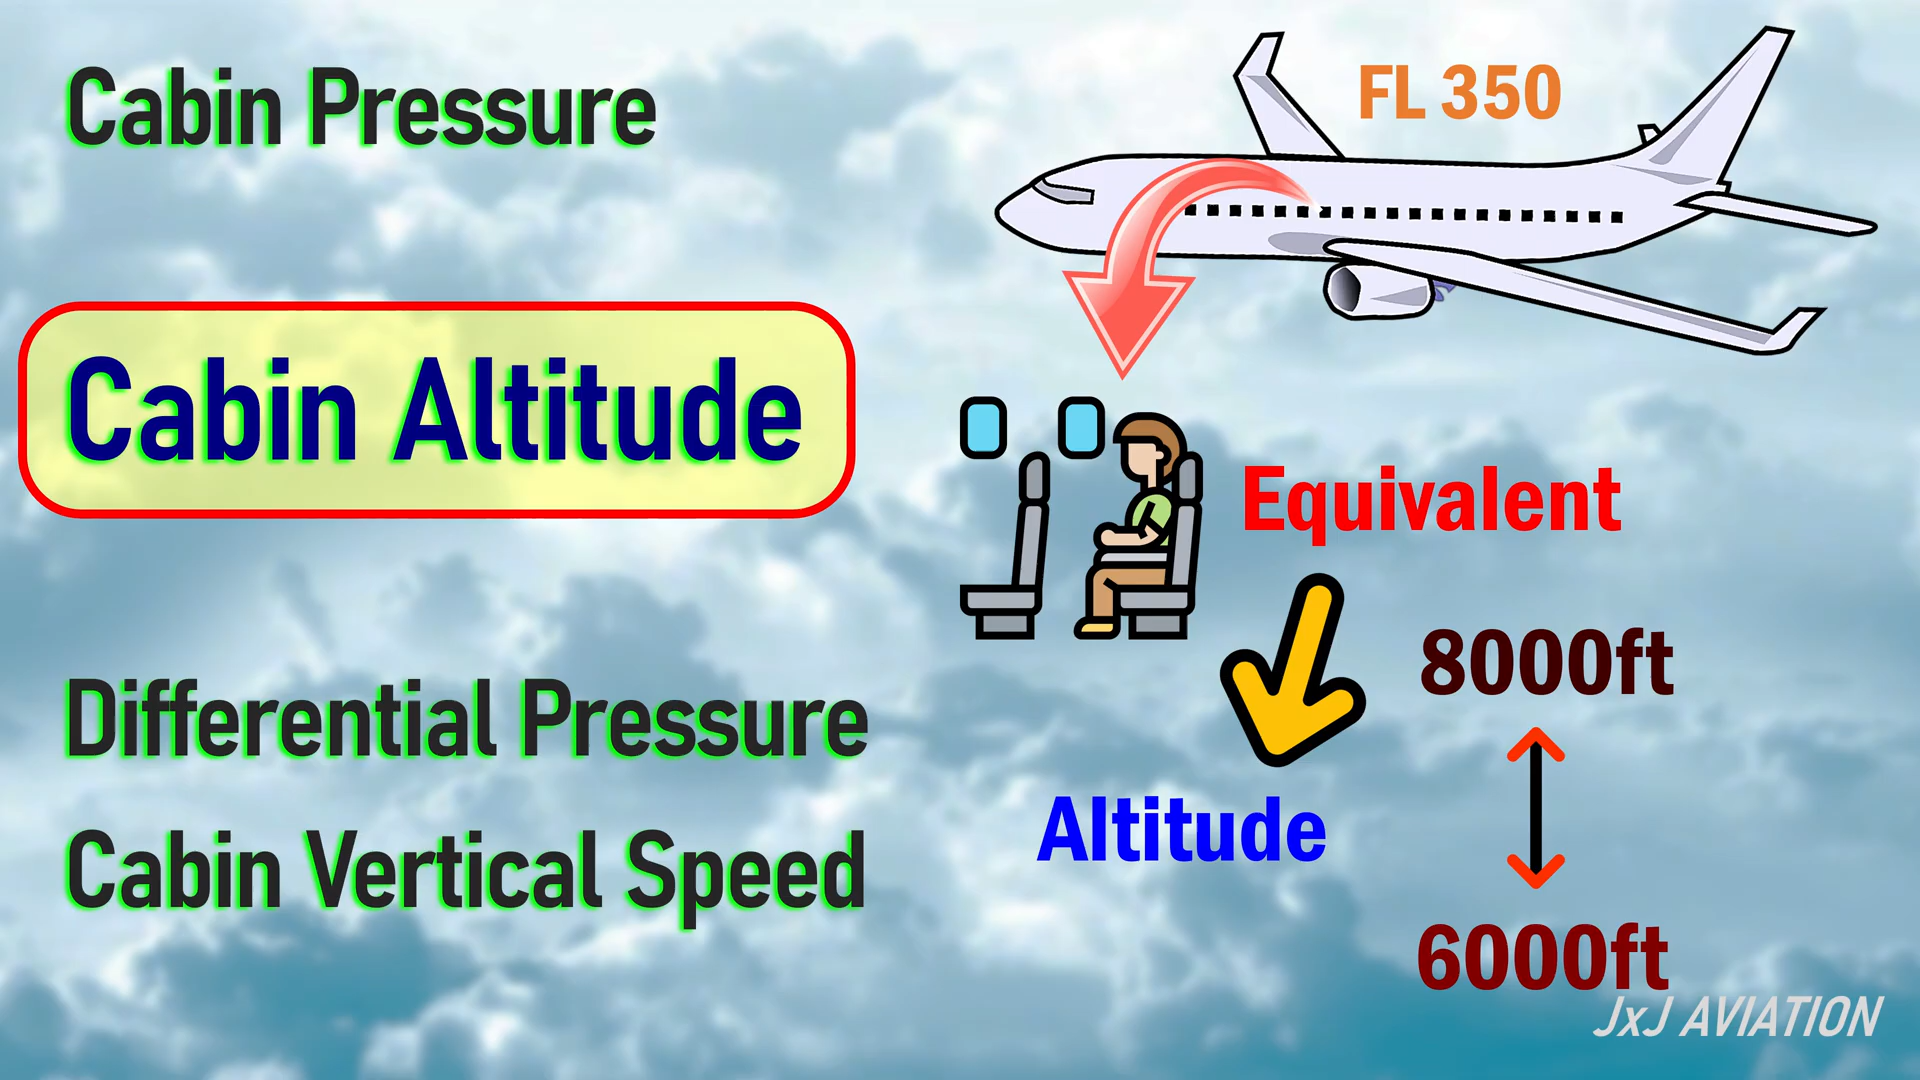 Cabin Pressure
FL 350
Cabin Altitude
Equivalent
8000ft
Differential Pressure
Altitude
Cabin Vertical Speed
6000ft
JxJ AVIATION